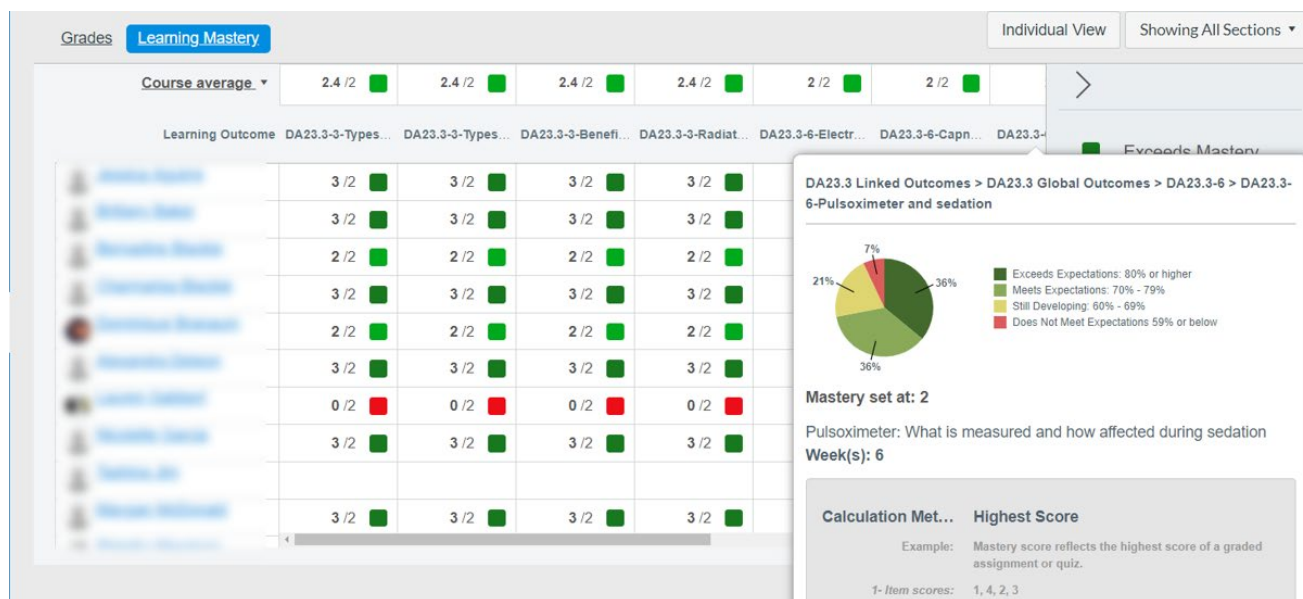 Grades Learning Mastery Individual View Showing All Sections
Course average 2.4 /2 2.4 /2 2.4 /2 2.4 /2 2 /2 2 /2
Learning Outcome DA23.3-3-Types... DA23.3-3-Types... DA23.3-3-Benefi... DA23.3-3-Radiat... DA23.3-6-Electr... DA23.3-6-Capn... DA23.3-
Exceeds Mastery
3 /2 3 /2 3 /2 3 /2
3 /2 3 /2 3 /2 3 /2
2 /2 2 /2 2 /2 2 /2
3 /2 3 /2 3 /2 3 /2
2 /2 2 /2 2 /2 2 /2
3 /2 3 /2 3 /2 3 /2
0 /2 0 /2 0 /2 0 /2
3 /2 3 /2 3 /2 3 /2
3 /2 3 /2 3 /2 3 /2
DA23.3 Linked Outcomes > DA23.3 Global Outcomes > DA23.3-6 > DA23.3-
6-Pulsoximeter and sedation
7%
21%
36%
36%
Exceeds Expectations: 80% or higher
Meets Expectations: 70% - 79%
Still Developing: 60% - 69%
Does Not Meet Expectations 59% or below
Mastery set at: 2
Pulsoximeter: What is measured and how affected during sedation
Week(s): 6
Calculation Met... Highest Score
Example: Mastery score reflects the highest score of a graded
assignment or quiz.
1- Item scores: 1, 4, 2, 3